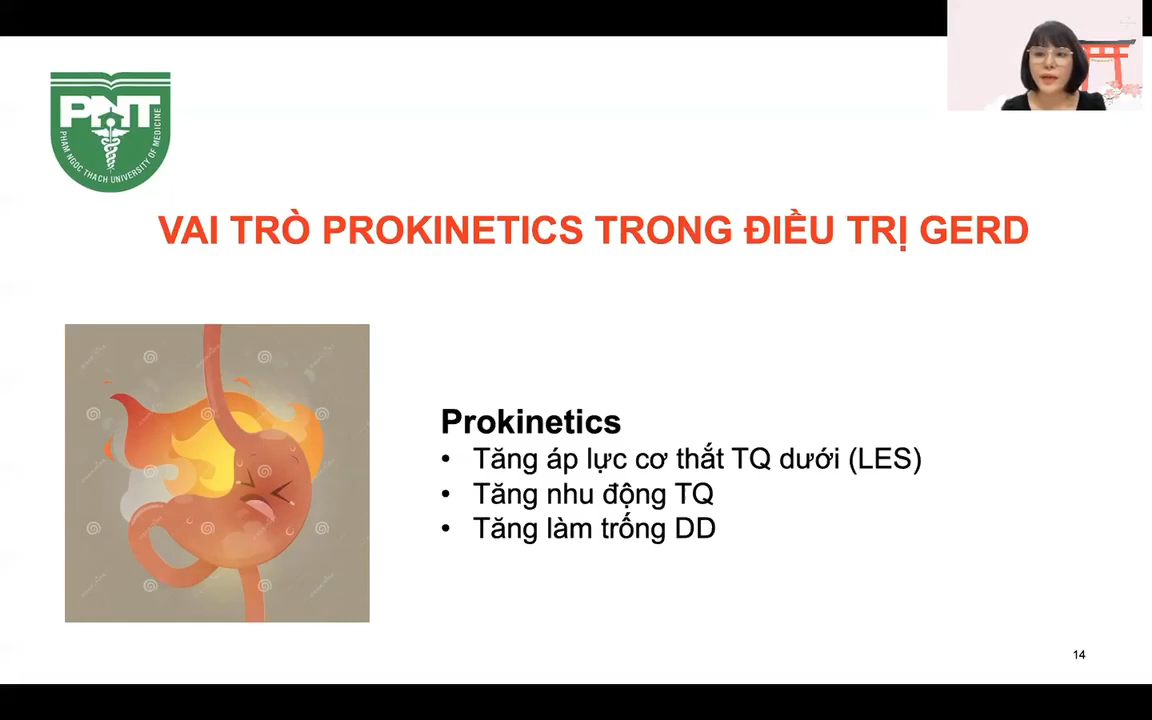 PNT
PHAM NGOC THACH UNIVERSITY OF MEDICINE
VAI TRÒ PROKINETICS TRONG ĐIỀU TRỊ GERD
Prokinetics
• Tăng áp lực cơ thắt TQ dưới (LES)
• Tăng nhu động TQ
• Tăng làm trống DD
14